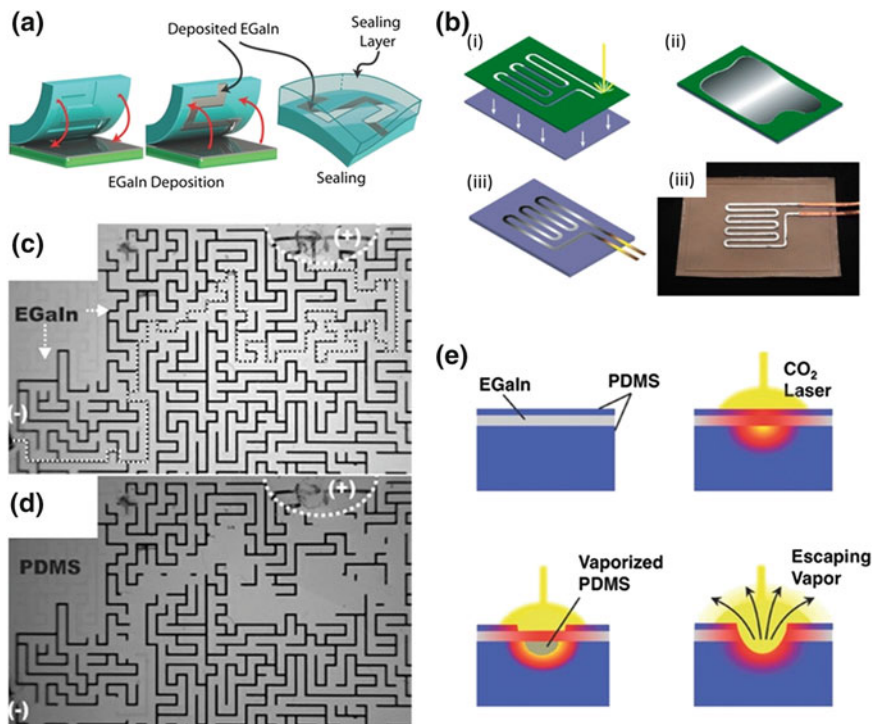 (a)
Deposited EGaIn
Sealing
Layer
EGaIn Deposition
Sealing
(b)
(i)
(ii)
(iii)
(iii)
(c)
(+)
EGaIn
(-)
(d)
(+)
PDMS
(-)
(e)
EGaIn
PDMS
CO₂
Laser
Vaporized
PDMS
Escaping
Vapor